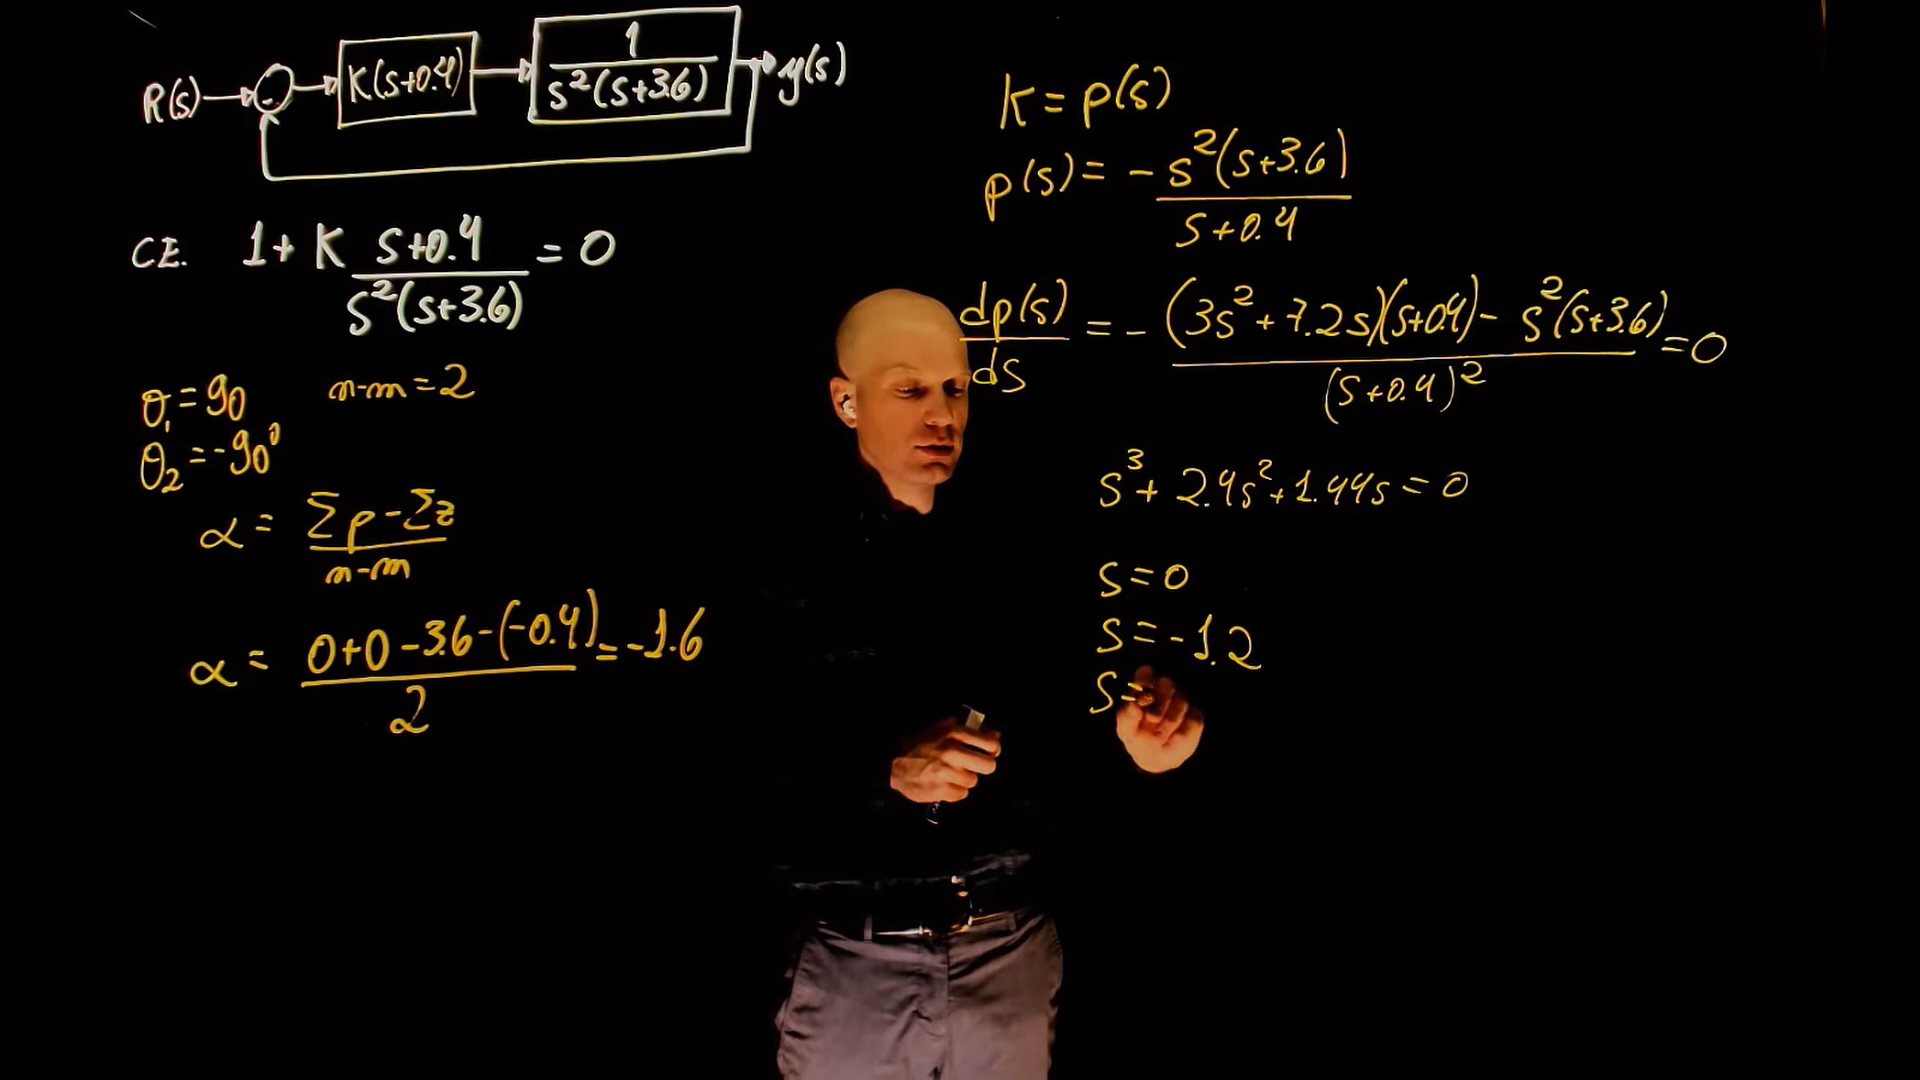 R(s) - K(s+0.4) 1/(s²(s+3.6)) y(s)
C.E. 1 + K (s+0.4)/(s²(s+3.6)) = 0
θ₁ = 90 n-m = 2
θ₂ = -90⁰
α = (Σp - Σz)/(n-m)
α = (0+0-3.6-(-0.4))/2 = -1.6
K = p(s)
p(s) = - s²(s+3.6)/(s+0.4)
dp(s)/ds = - ((3s²+7.2s)(s+0.4) - s²(s+3.6))/(s+0.4)² = 0
s³ + 2.4s² + 1.44s = 0
s = 0
s = -1.2
s =